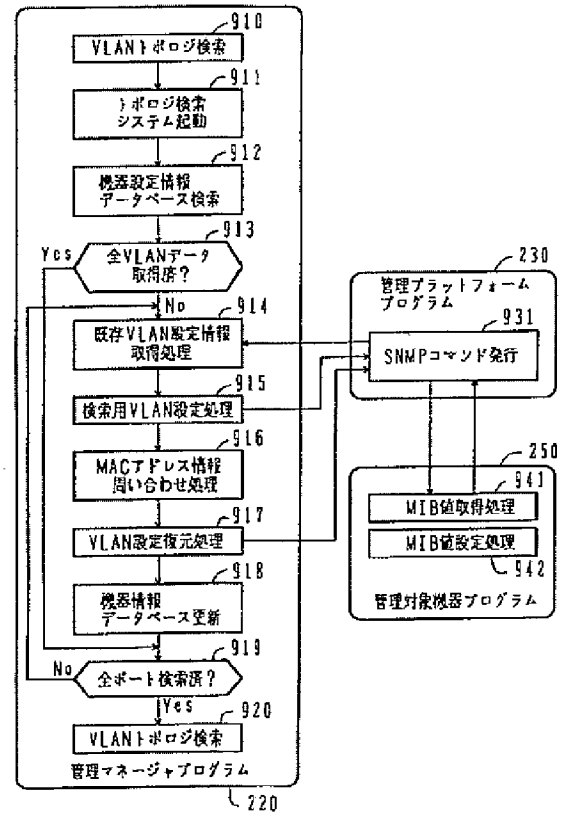 910
VLANトポロジ検索
911
トポロジ検索
システム起動
912
機器設定情報
データベース検索
913
Yes
全VLANデータ
取得済?
No
914
既存VLAN設定情報
取得処理
915
検索用VLAN設定処理
916
MACアドレス情報
問い合わせ処理
917
VLAN設定復元処理
918
機器情報
データベース更新
919
No
全ポート検索済?
Yes
920
VLANトポロジ検索
管理マネージャプログラム
220
230
管理プラットフォーム
プログラム
931
SNMPコマンド発行
250
941
MIB値取得処理
MIB値設定処理
942
管理対象機器プログラム